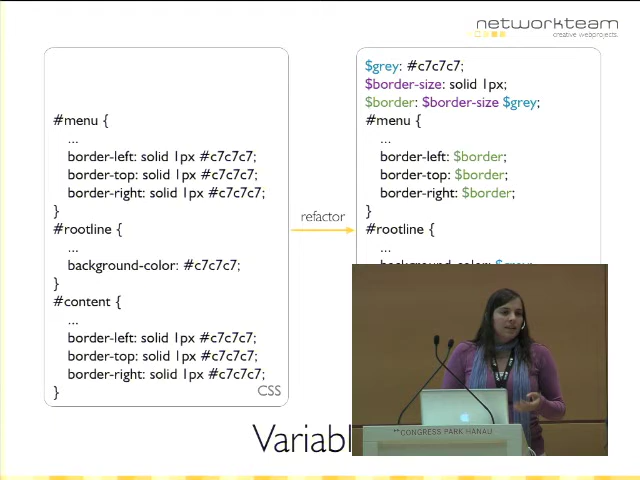 networkteam
creative webprojects.
#menu {
...
border-left: solid 1px #c7c7c7;
border-top: solid 1px #c7c7c7;
border-right: solid 1px #c7c7c7;
}
#rootline {
...
background-color: #c7c7c7;
}
#content {
...
border-left: solid 1px #c7c7c7;
border-top: solid 1px #c7c7c7;
border-right: solid 1px #c7c7c7;
}
CSS
refactor
$grey: #c7c7c7;
$border-size: solid 1px;
$border: $border-size $grey;
#menu {
...
border-left: $border;
border-top: $border;
border-right: $border;
}
#rootline {
...
background-color: $grey;
**CONGRESS PARK HANAU